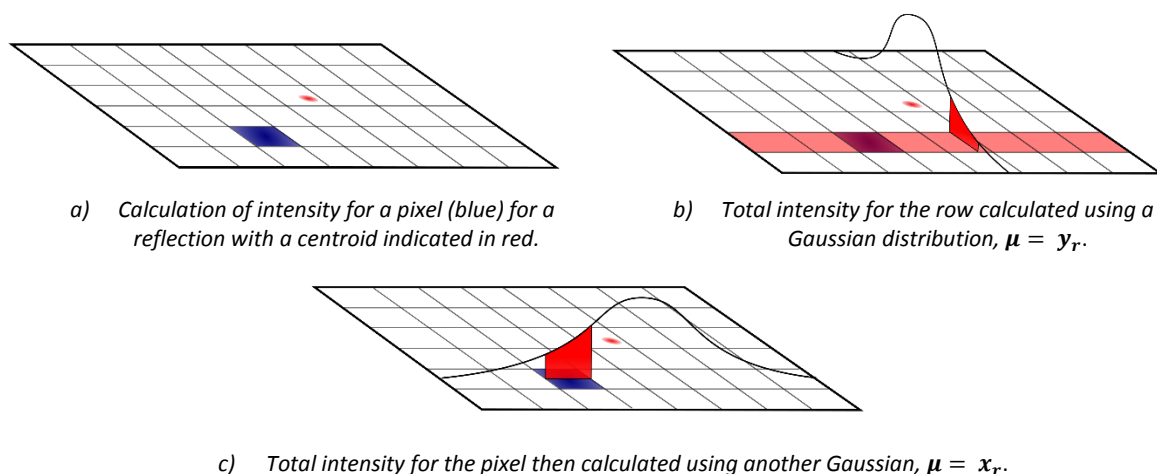 a) Calculation of intensity for a pixel (blue) for a
reflection with a centroid indicated in red.
b) Total intensity for the row calculated using a
Gaussian distribution, μ = y_r.
c) Total intensity for the pixel then calculated using another Gaussian, μ = x_r.